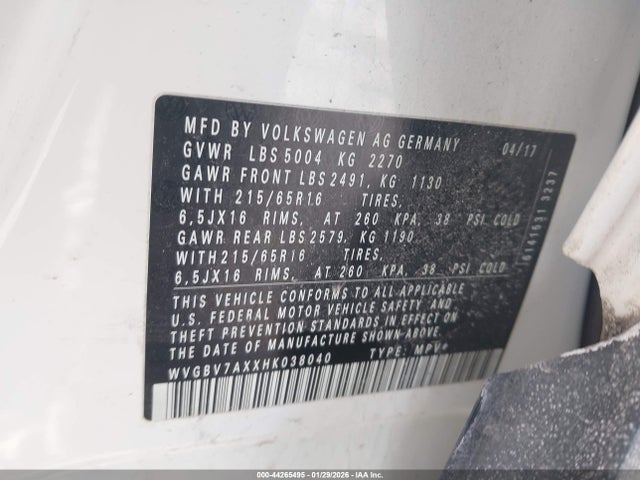 MFD BY VOLKSWAGEN AG GERMANY 04/17
GVWR LBS 5004 KG 2270
GAWR FRONT LBS 2491, KG 1130
WITH 215/65R16 TIRES,
6,5JX16 RIMS, AT 260 KPA, 38 PSI COLD
GAWR REAR LBS 2579, KG 1190
WITH 215/65R16 TIRES,
6,5JX16 RIMS, AT 260 KPA, 38 PSI COLD
THIS VEHICLE CONFORMS TO ALL APPLICABLE
U.S. FEDERAL MOTOR VEHICLE SAFETY AND
THEFT PREVENTION STANDARDS IN EFFECT ON
THE DATE OF MANUFACTURE SHOWN ABOVE.
WVGBV7AXXHK038040 TYPE: MPV*
3237
000-44265495 - 01/29/2026 - IAAI, Inc.